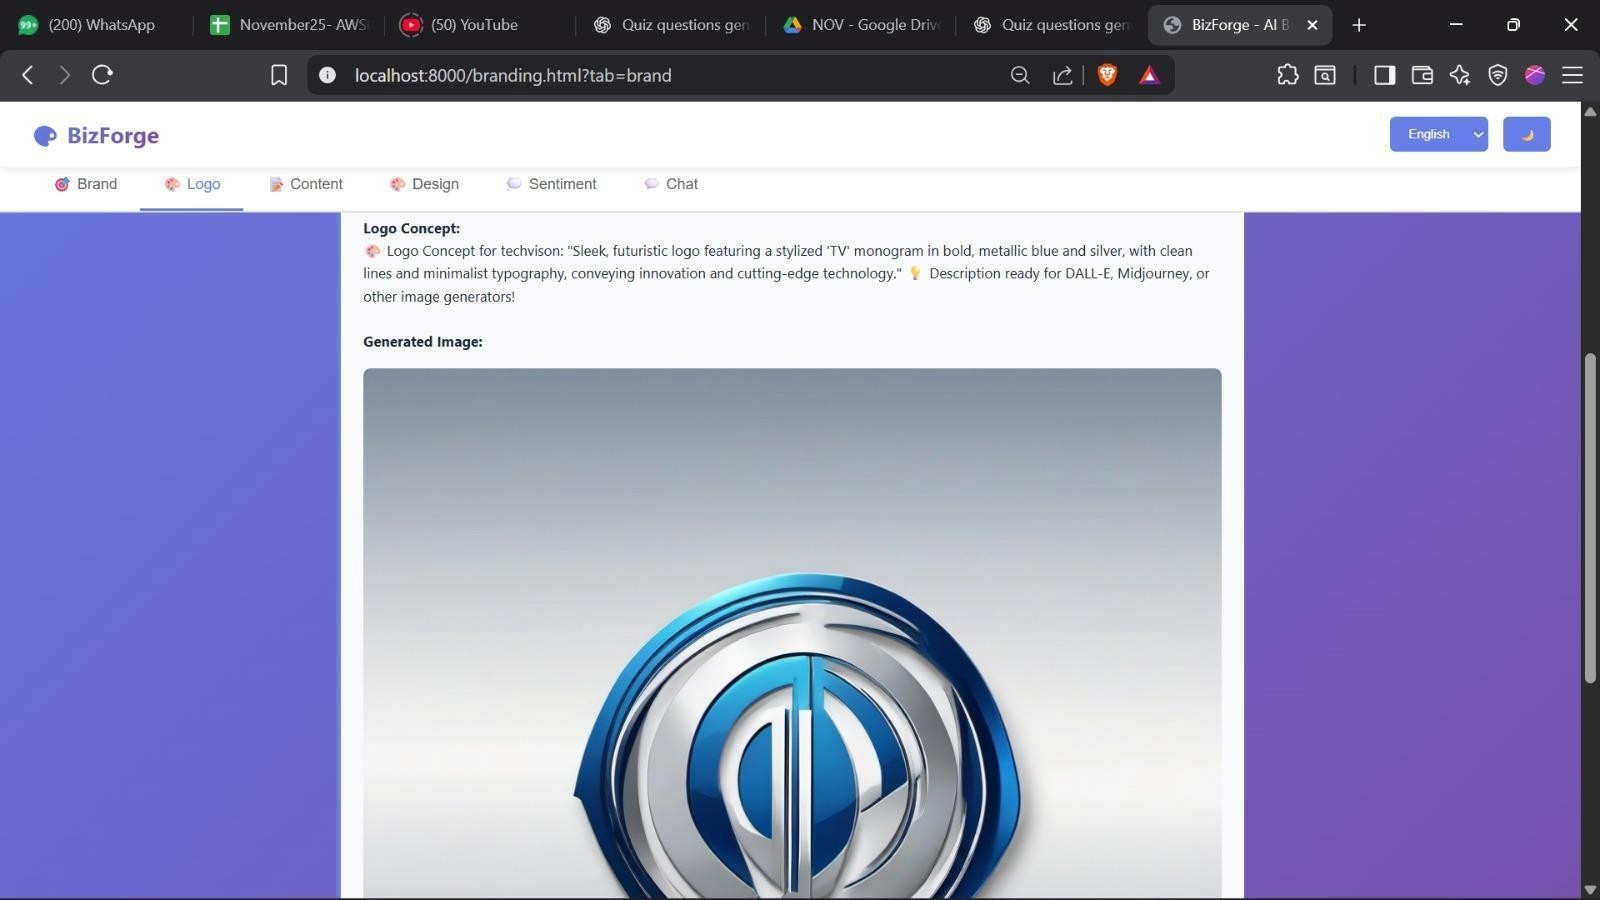 (200) WhatsApp
November25- AWS
(50) YouTube
Quiz questions gen
NOV - Google Drive
Quiz questions gen
BizForge - AI B
localhost:8000/branding.html?tab=brand
BizForge
English
Brand
Logo
Content
Design
Sentiment
Chat
Logo Concept:
Logo Concept for techvison: "Sleek, futuristic logo featuring a stylized 'TV' monogram in bold, metallic blue and silver, with clean
lines and minimalist typography, conveying innovation and cutting-edge technology." Description ready for DALL-E, Midjourney, or
other image generators!
Generated Image: